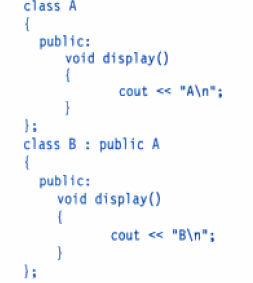 class A
{
public:
void display()
{
cout << "A\n";
}
};
class B : public A
{
public:
void display()
{
cout << "B\n";
}
};